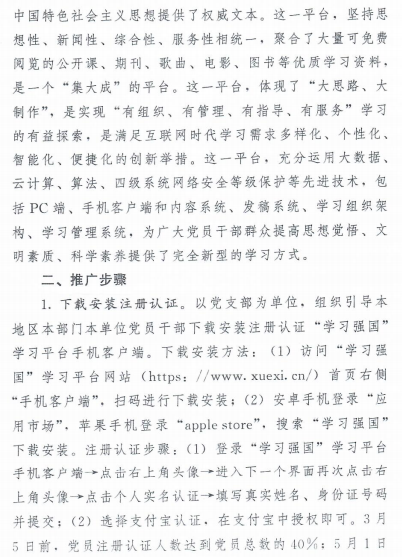 中国特色社会主义思想提供了权威文本。这一平台，坚持思
想性、新闻性、综合性、服务性相统一，聚合了大量可免费
阅览的公开课、期刊、歌曲、电影、图书等优质学习资料，
是一个“集大成”的平台。这一平台，体现了“大思路、大
制作”，是实现“有组织、有管理、有指导、有服务”学习
的有益探索，是满足互联网时代学习需求多样化、个性化、
智能化、便捷化的创新举措。这一平台，充分运用大数据、
云计算、算法、四级系统网络安全等级保护等先进技术，包
括 PC 端、手机客户端和内容系统、发稿系统、学习组织架
构、学习管理系统，为广大党员干部群众提高思想觉悟、文
明素质、科学素养提供了完全新型的学习方式。
二、推广步骤
1. 下载安装注册认证。以党支部为单位，组织引导本
地区本部门本单位党员干部下载安装注册认证“学习强国”
学习平台手机客户端。下载安装方法：（1）访问“学习强
国”学习平台网站（https：//www.xuexi.cn/）首页右侧
“手机客户端”，扫码进行下载安装；（2）安卓手机登录“应
用市场”，苹果手机登录“apple store”，搜索“学习强国”
下载安装。注册认证步骤：（1）登录“学习强国”学习平台
手机客户端→点击右上角头像→进入下一个界面再次点击右
上角头像→点击个人实名认证→填写真实姓名、身份证号码
并提交；（2）选择支付宝认证，在支付宝中授权即可。3 月
5 日前，党员注册认证人数达到党员总数的 40%；5 月 1 日